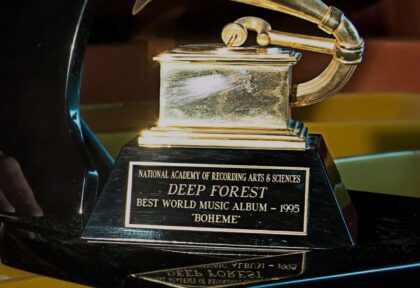 NATIONAL ACADEMY OF RECORDING ARTS & SCIENCES
DEEP FOREST
BEST WORLD MUSIC ALBUM – 1995
"BOHEME"